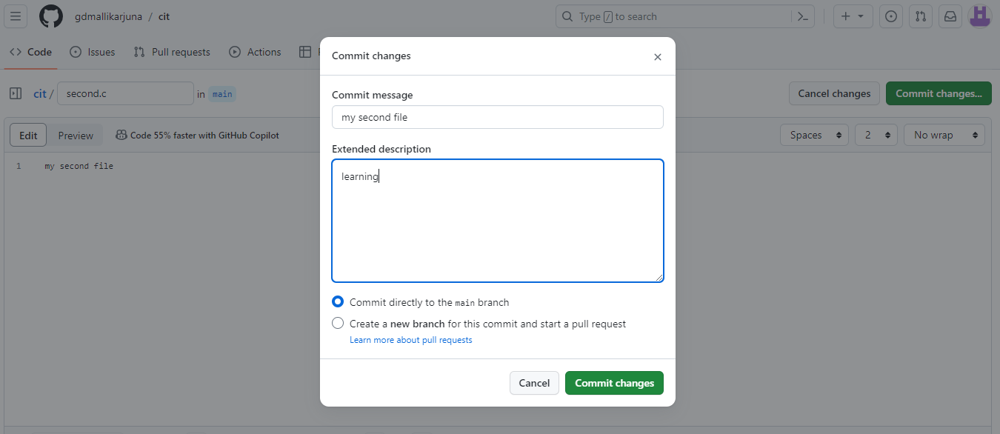 gdmallikarjuna / cit
Type / to search
Code
Issues
Pull requests
Actions
cit / second.c in main
Cancel changes
Commit changes...
Edit
Preview
Code 55% faster with GitHub Copilot
Spaces
2
No wrap
1 my second file
Commit changes
Commit message
my second file
Extended description
learning
Commit directly to the main branch
Create a new branch for this commit and start a pull request
Learn more about pull requests
Cancel
Commit changes